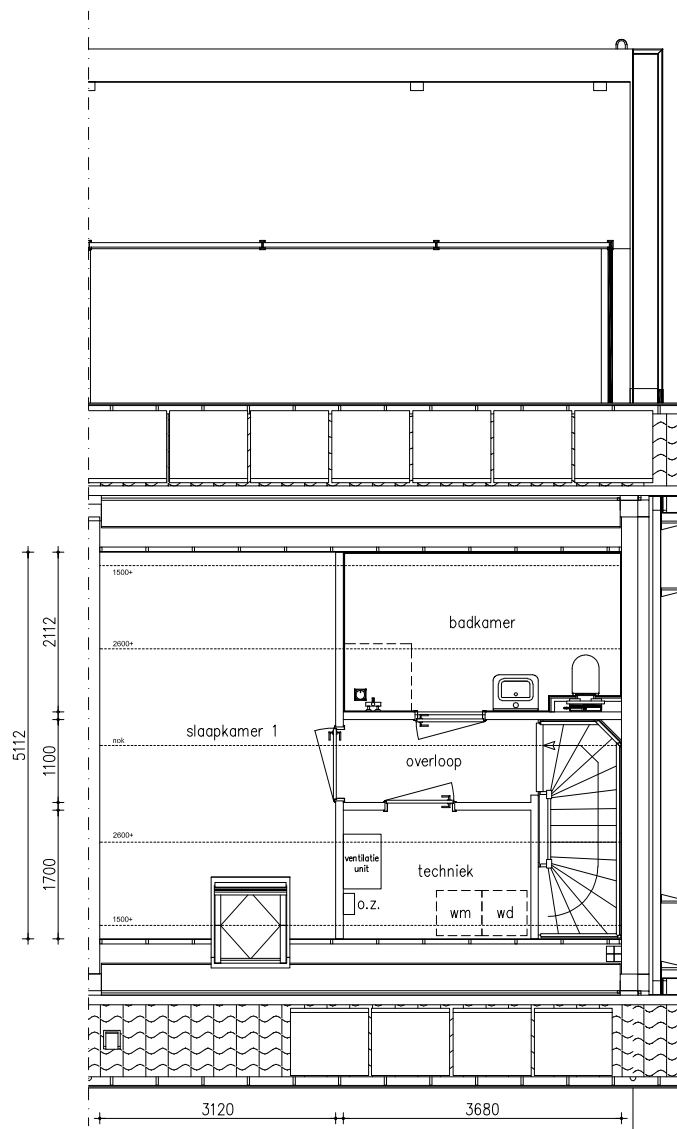 1500+
badkamer
2600+
2112
slaapkamer 1
nok
overloop
5112
1100
2600+
ventilatie
unit
techniek
1700
o.z.
wm
wd
1500+
3120
3680